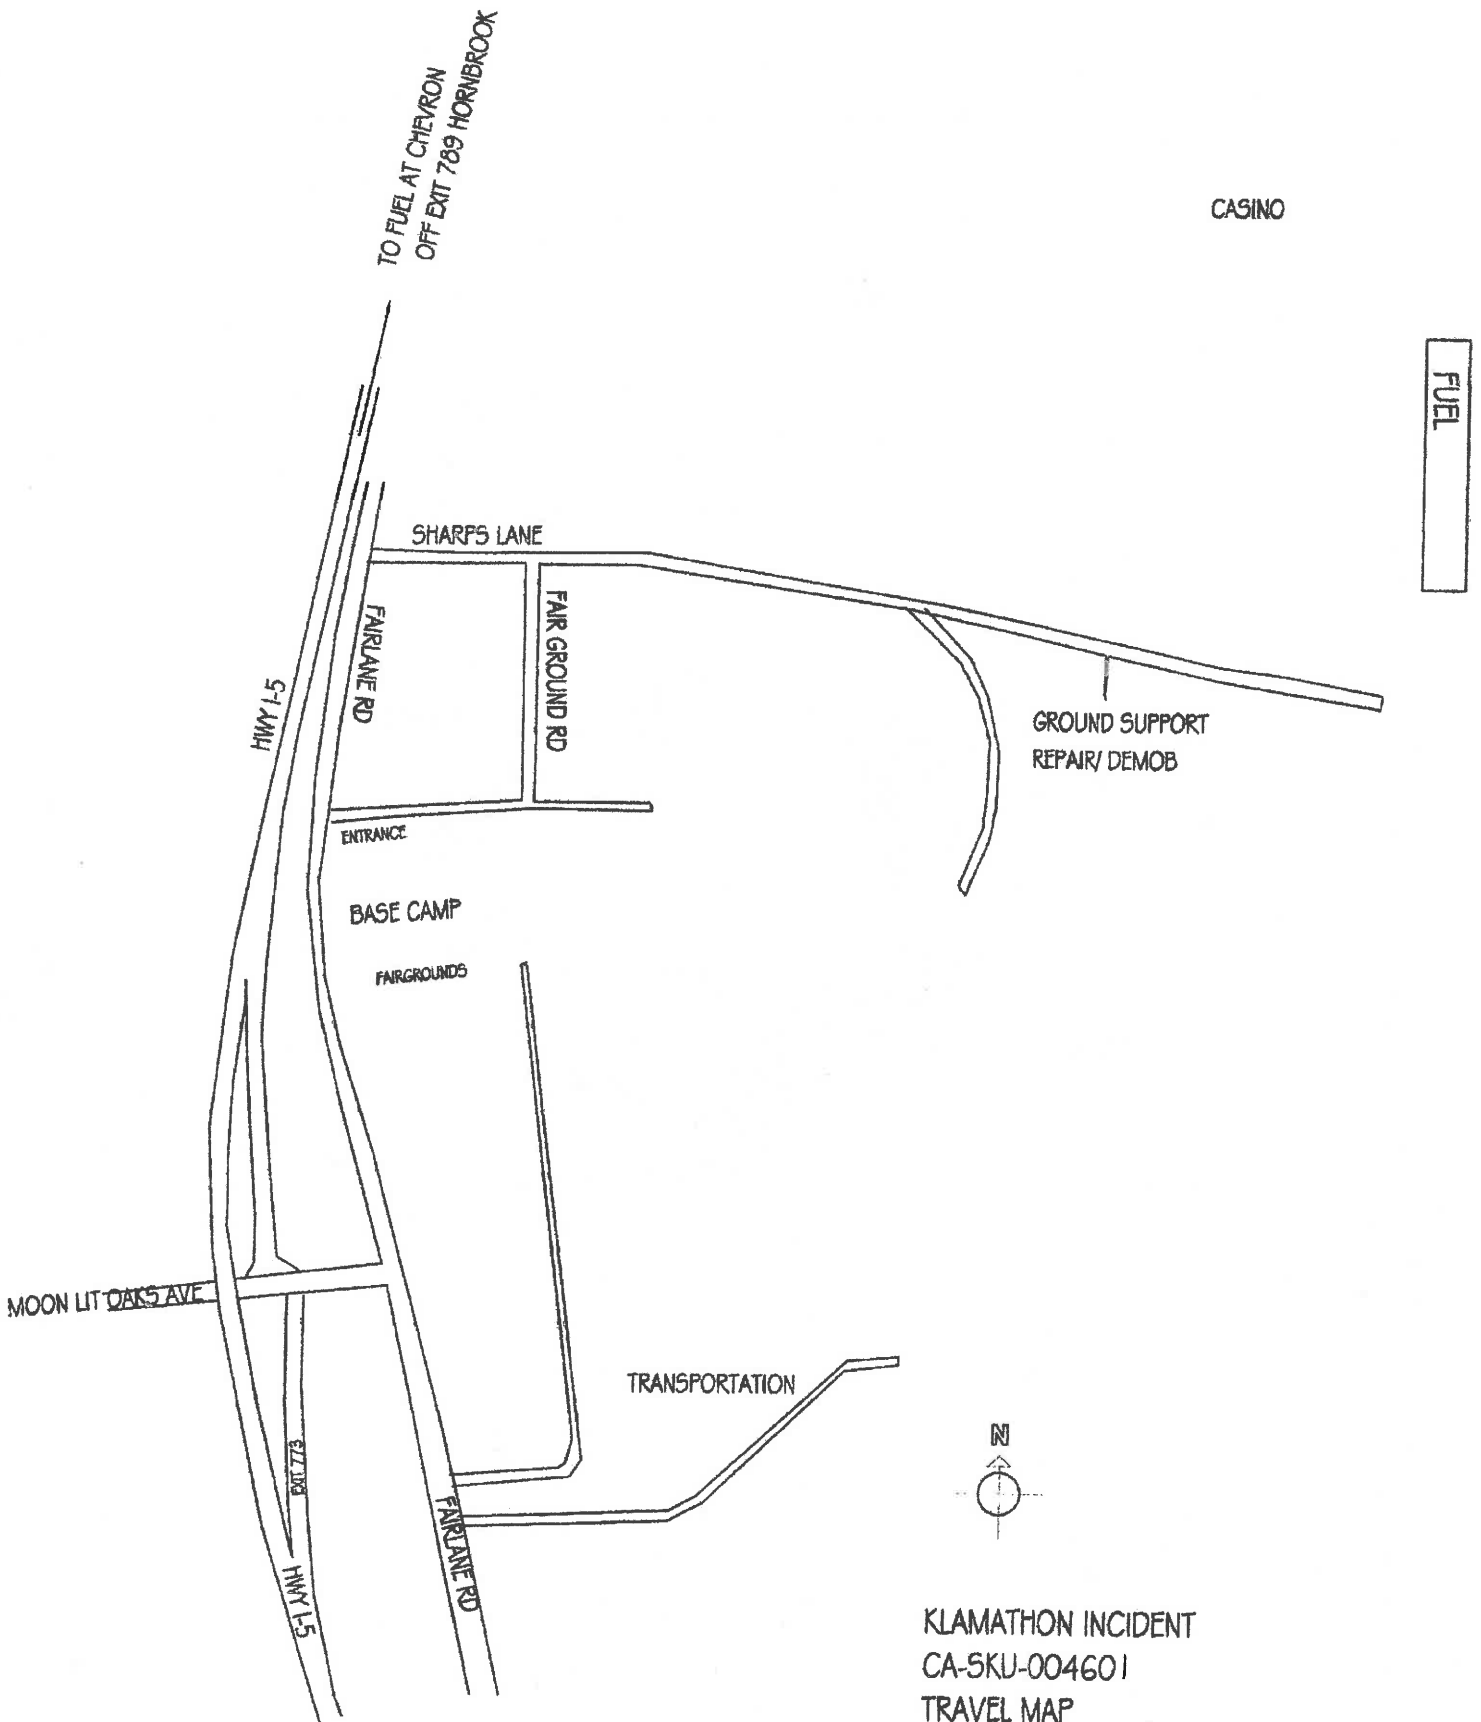 TO FUEL AT CHEVRON
OFF EXIT 789 HORNBROOK
CASINO
FUEL
SHARPS LANE
FAIRLANE RD
FAIR GROUND RD
HWY I-5
GROUND SUPPORT
REPAIR/ DEMOB
ENTRANCE
BASE CAMP
FAIRGROUNDS
MOON LIT OAKS AVE
TRANSPORTATION
EXIT 773
FAIRLANE RD
HWY I-5
N
KLAMATHON INCIDENT
CA-SKU-004601
TRAVEL MAP